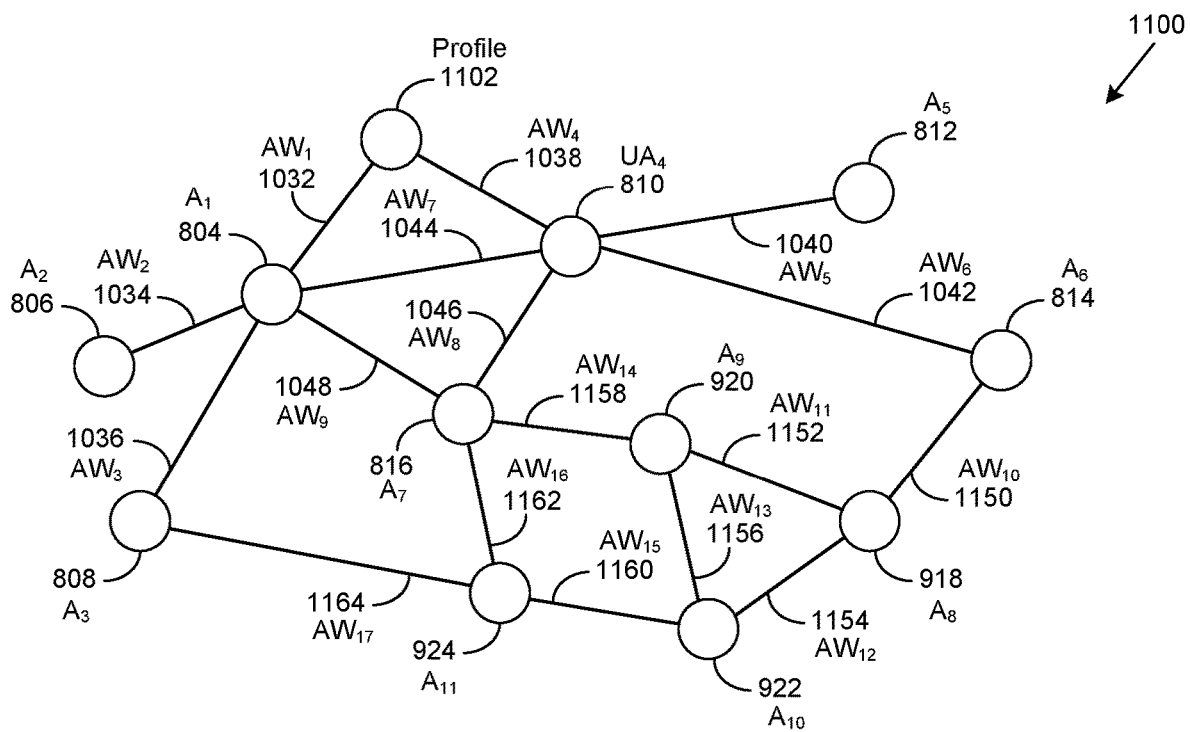 1100
Profile
1102
A₅
812
AW₄
1038
UA₄
810
AW₁
1032
AW₇
1044
A₁
804
1040
AW₅
AW₆
1042
A₆
814
A₂
806
AW₂
1034
1046
AW₈
A₉
920
AW₁₄
1158
1048
AW₉
AW₁₁
1152
1036
AW₃
816
A₇
AW₁₆
1162
AW₁₃
1156
AW₁₀
1150
AW₁₅
1160
808
A₃
1164
AW₁₇
918
A₈
1154
AW₁₂
924
A₁₁
922
A₁₀